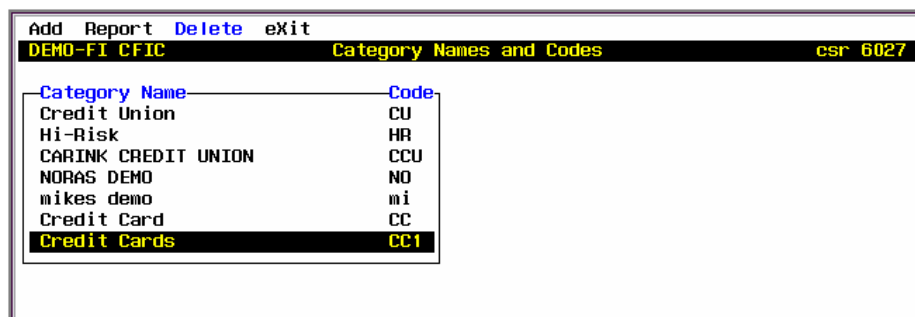 Add Report Delete eXit
DEMO-FI CFIC Category Names and Codes csr 6027
Category Name Code
Credit Union CU
Hi-Risk HR
CARINK CREDIT UNION CCU
NORAS DEMO NO
mikes demo mi
Credit Card CC
Credit Cards CC1